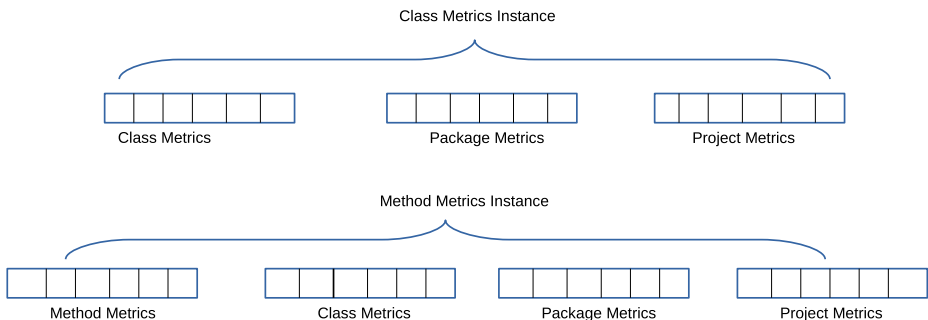 Class Metrics Instance
Class Metrics
Package Metrics
Project Metrics
Method Metrics Instance
Method Metrics
Class Metrics
Package Metrics
Project Metrics